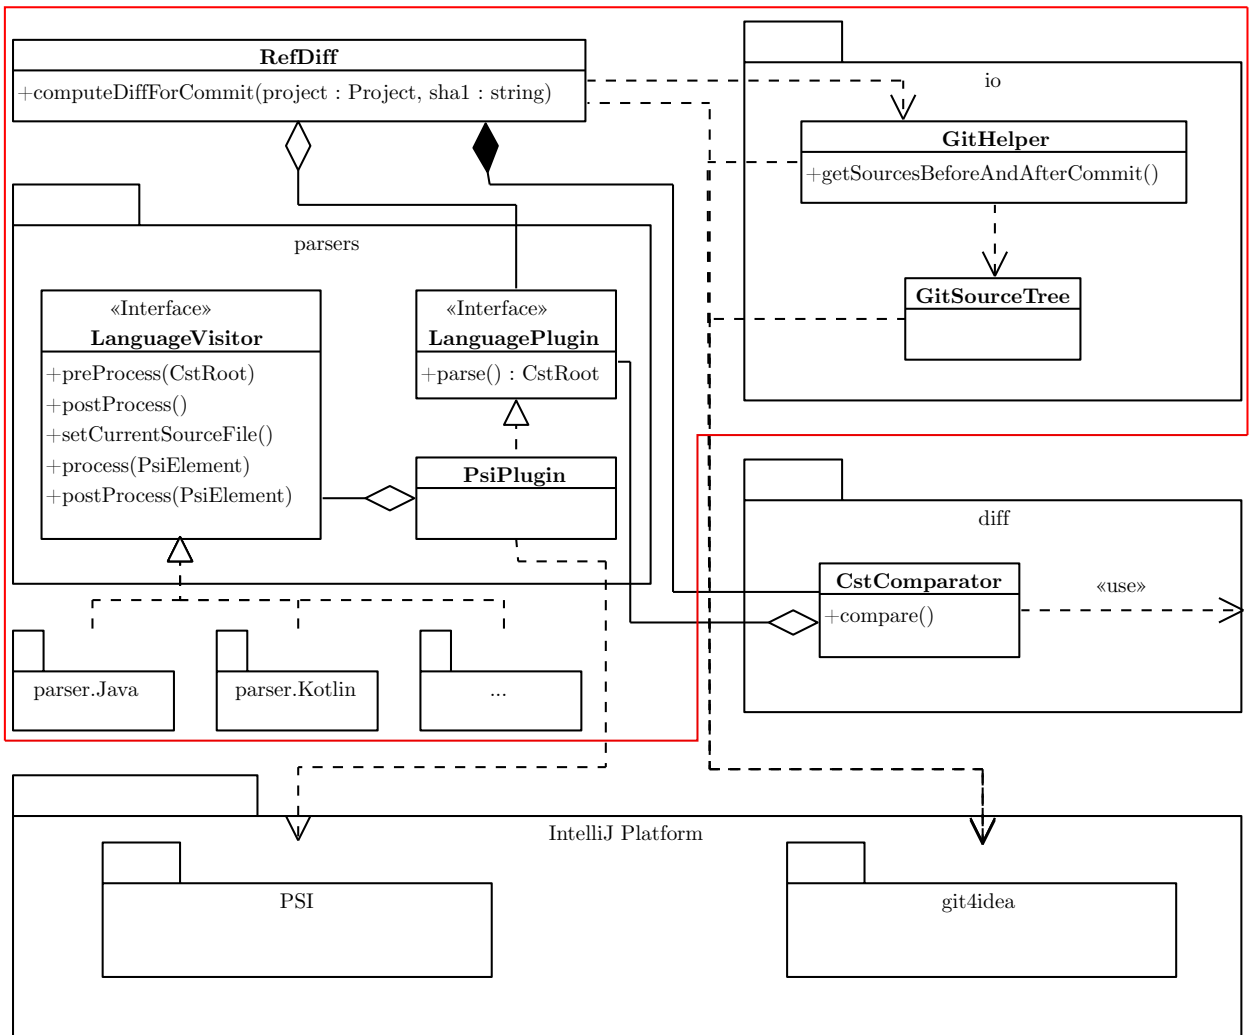 RefDiff
+computeDiffForCommit(project : Project, sha1 : string)
io
GitHelper
+getSourcesBeforeAndAfterCommit()
GitSourceTree
parsers
«Interface»
LanguageVisitor
+preProcess(CstRoot)
+postProcess()
+setCurrentSourceFile()
+process(PsiElement)
+postProcess(PsiElement)
«Interface»
LanguagePlugin
+parse() : CstRoot
PsiPlugin
diff
CstComparator
+compare()
«use»
parser.Java
parser.Kotlin
...
IntelliJ Platform
PSI
git4idea